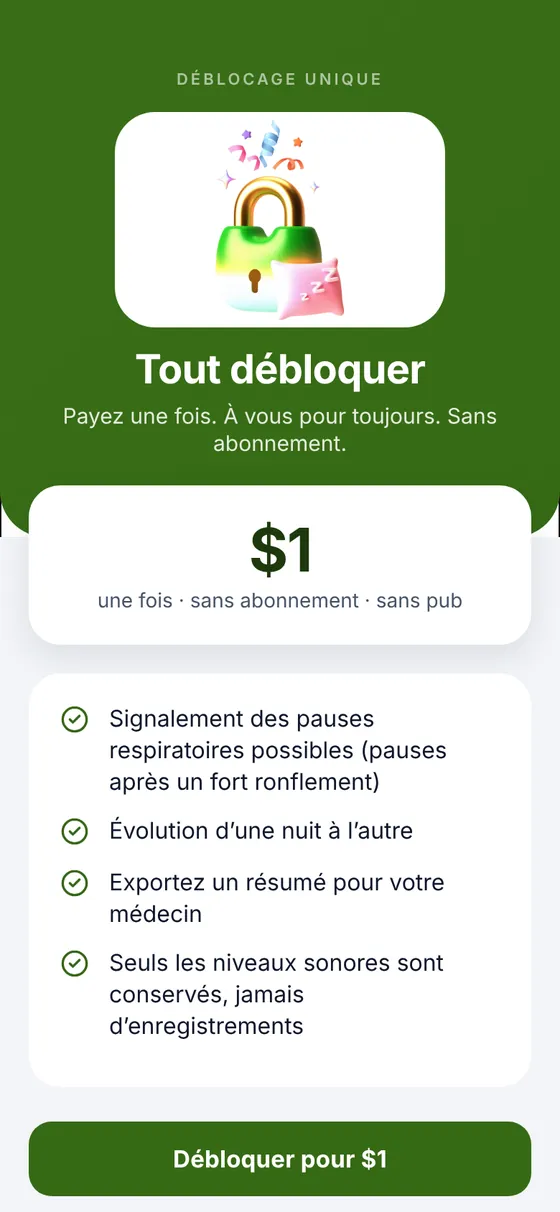 DÉBLOCAGE UNIQUE
z z z
Tout débloquer
Payez une fois. À vous pour toujours. Sans
abonnement.
$1
une fois · sans abonnement · sans pub
Signalement des pauses
respiratoires possibles (pauses
après un fort ronflement)
Évolution d’une nuit à l’autre
Exportez un résumé pour votre
médecin
Seuls les niveaux sonores sont
conservés, jamais
d’enregistrements
Débloquer pour $1